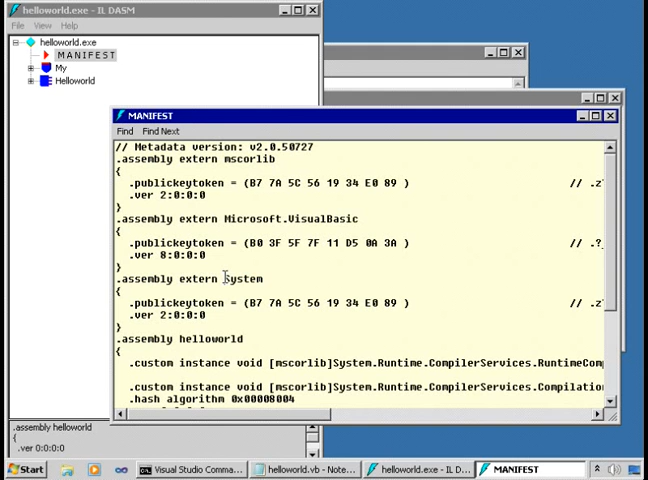 helloworld.exe - IL DASM
File View Help
helloworld.exe
MANIFEST
My
Helloworld
MANIFEST
Find Find Next
// Metadata version: v2.0.50727
.assembly extern mscorlib
{
.publickeytoken = (B7 7A 5C 56 19 34 E0 89 ) // .z
.ver 2:0:0:0
}
.assembly extern Microsoft.VisualBasic
{
.publickeytoken = (B0 3F 5F 7F 11 D5 0A 3A ) // .?_
.ver 8:0:0:0
}
.assembly extern System
{
.publickeytoken = (B7 7A 5C 56 19 34 E0 89 ) // .z
.ver 2:0:0:0
}
.assembly helloworld
{
.custom instance void [mscorlib]System.Runtime.CompilerServices.RuntimeComp
.custom instance void [mscorlib]System.Runtime.CompilerServices.Compilation
.hash algorithm 0x00008004
.assembly helloworld
{
.ver 0:0:0:0
Start Visual Studio Comma... helloworld.vb - Note... helloworld.exe - IL D... MANIFEST